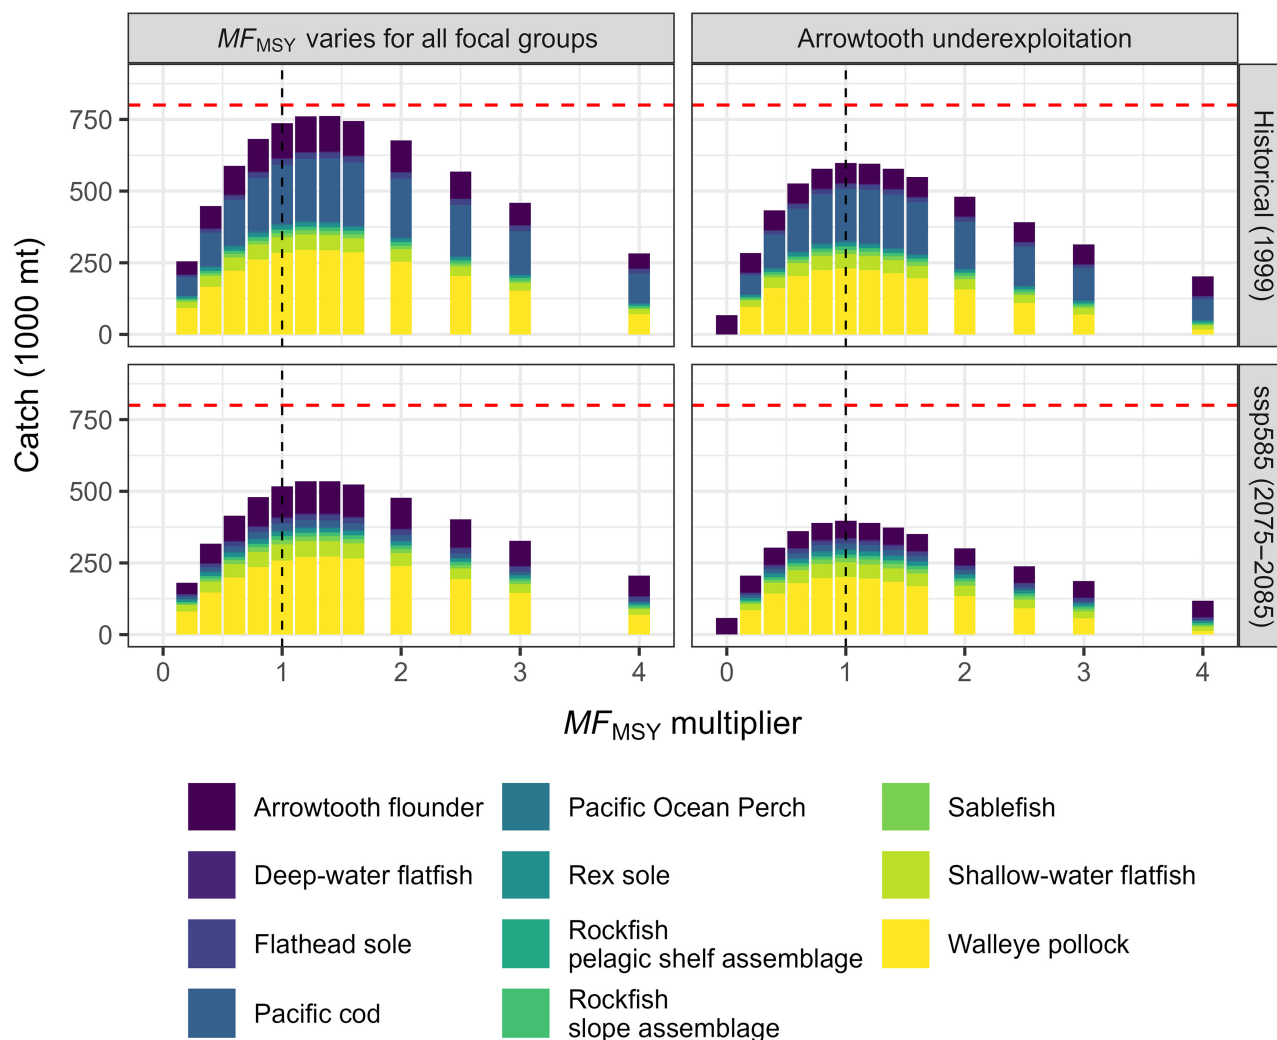 MFMSY varies for all focal groups
Arrowtooth underexploitation
Catch (1000 mt)
750
500
250
0
Historical (1999)
750
500
250
0
ssp585 (2075−2085)
0 1 2 3 4
0 1 2 3 4
MFMSY multiplier
Arrowtooth flounder
Deep-water flatfish
Flathead sole
Pacific cod
Pacific Ocean Perch
Rex sole
Rockfish
pelagic shelf assemblage
Rockfish
slope assemblage
Sablefish
Shallow-water flatfish
Walleye pollock